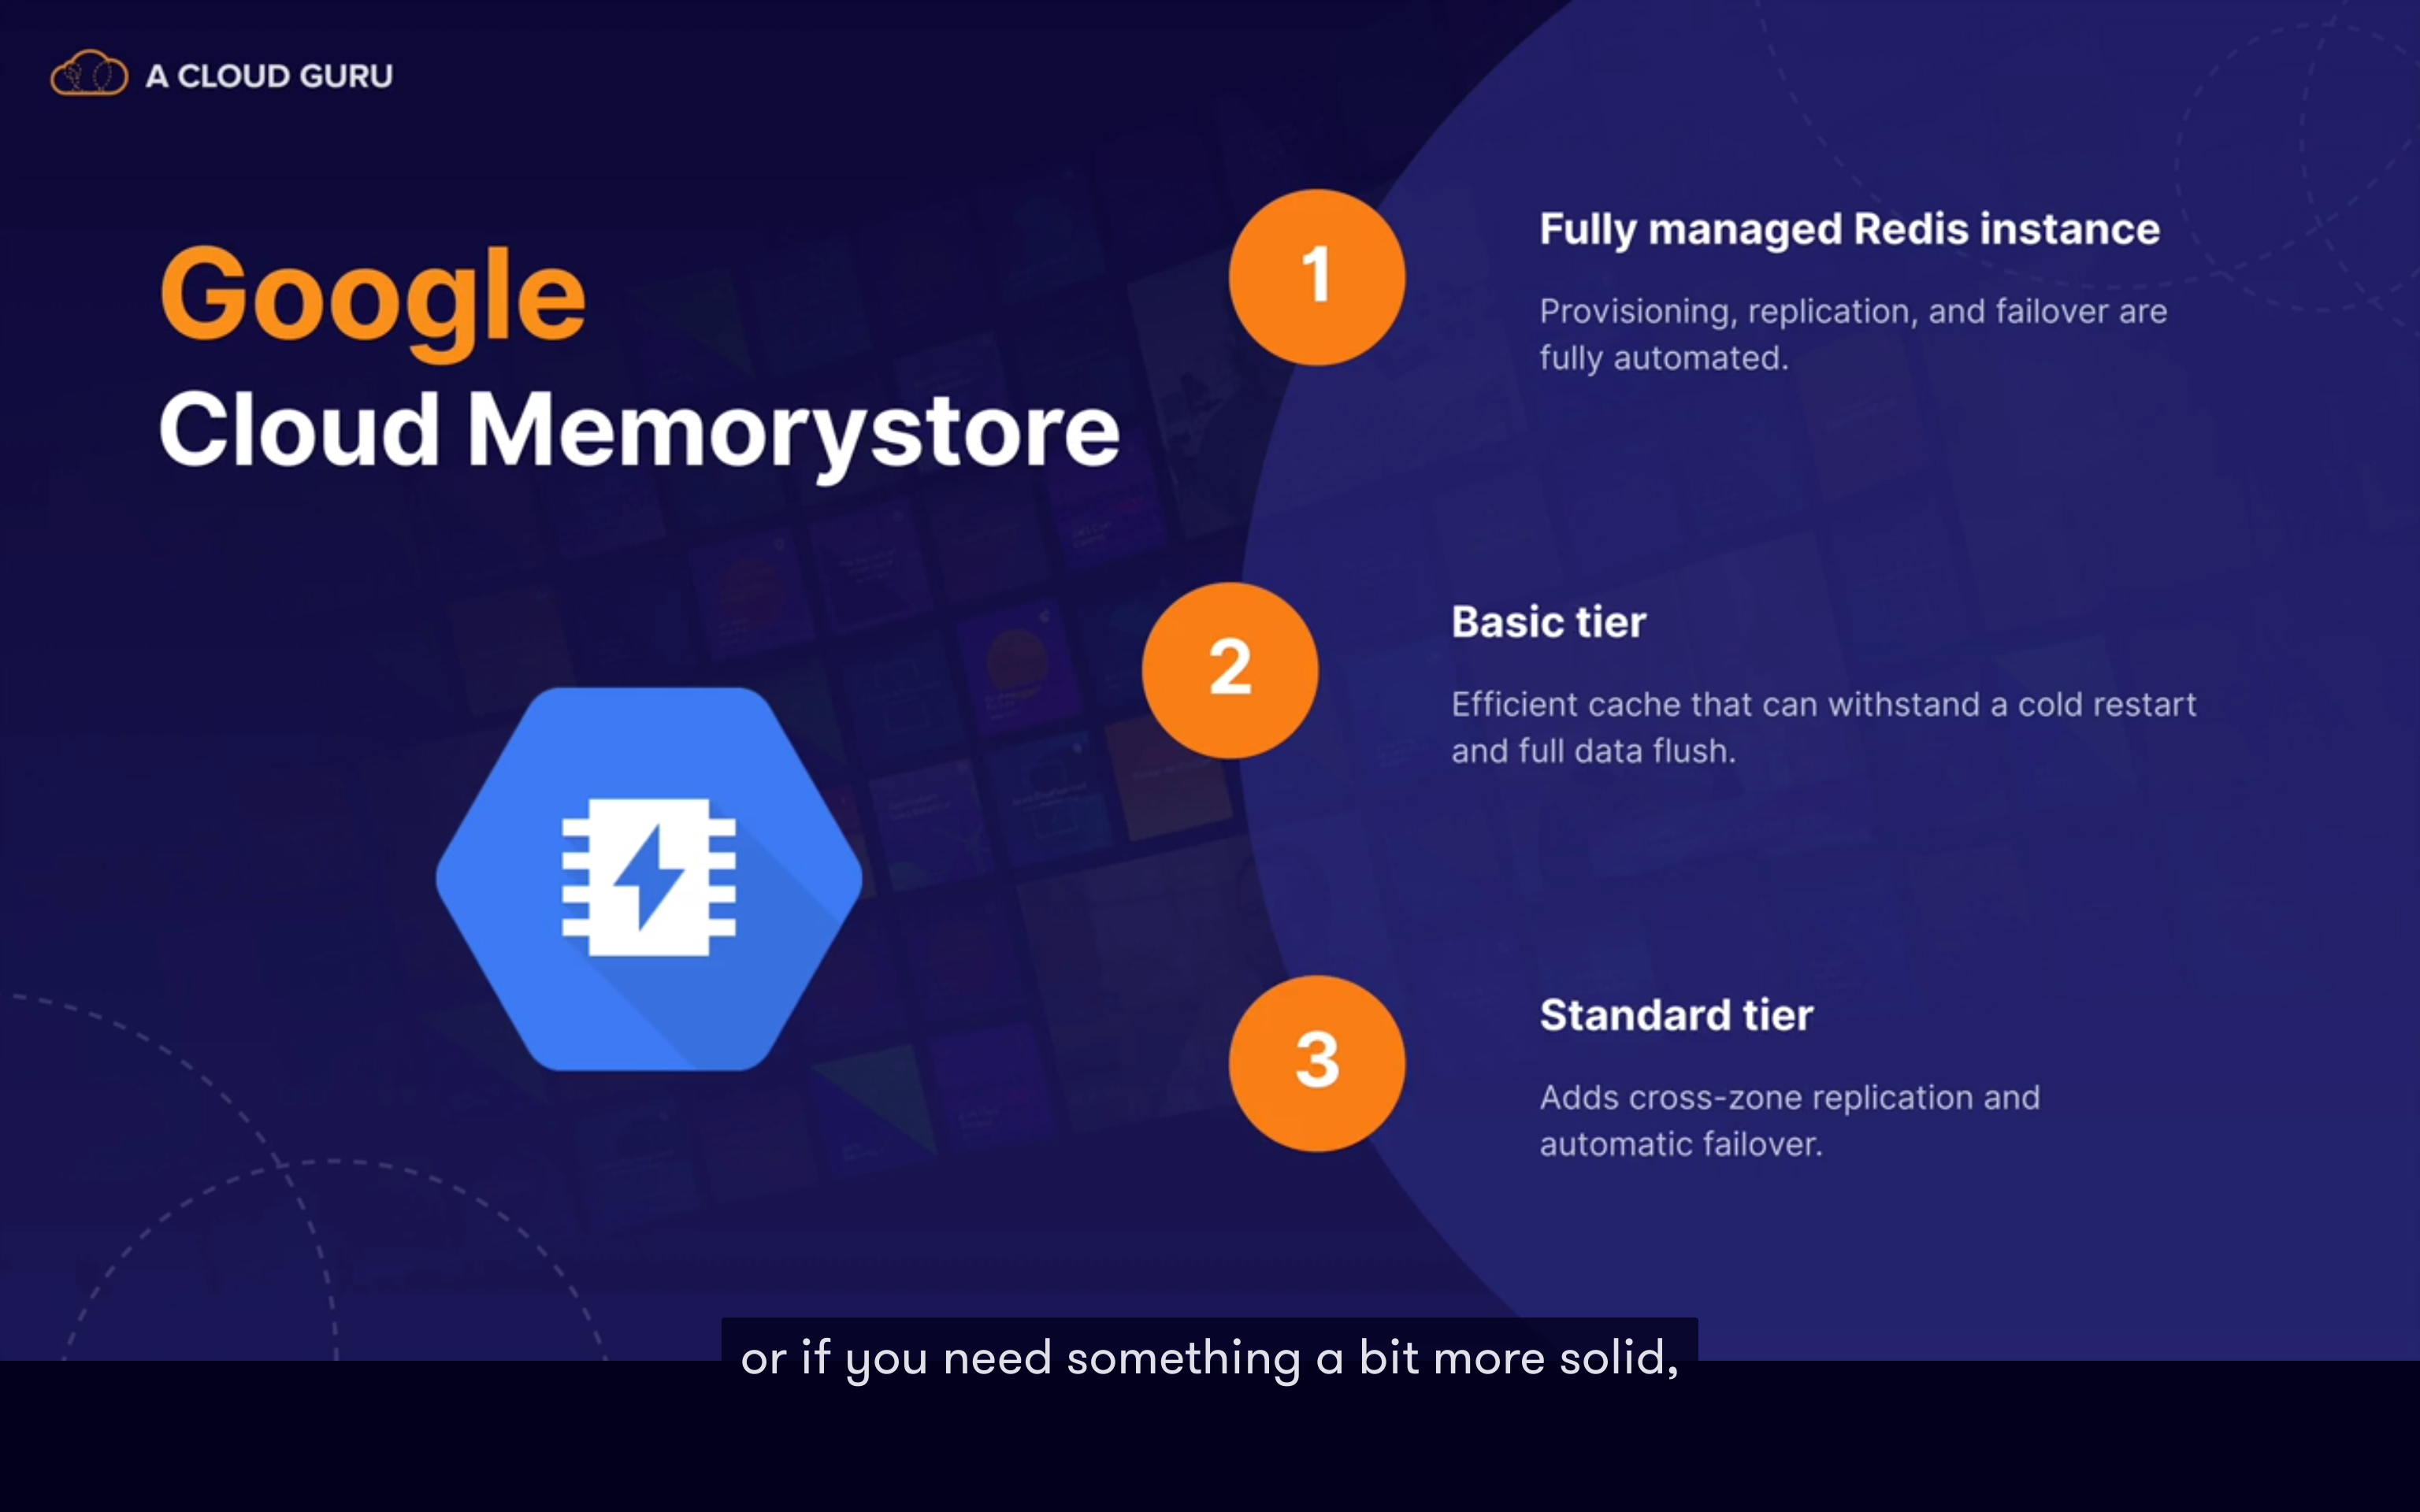 A CLOUD GURU
Google
Cloud Memorystore
1
Fully managed Redis instance
Provisioning, replication, and failover are
fully automated.
2
Basic tier
Efficient cache that can withstand a cold restart
and full data flush.
3
Standard tier
Adds cross-zone replication and
automatic failover.
or if you need something a bit more solid,